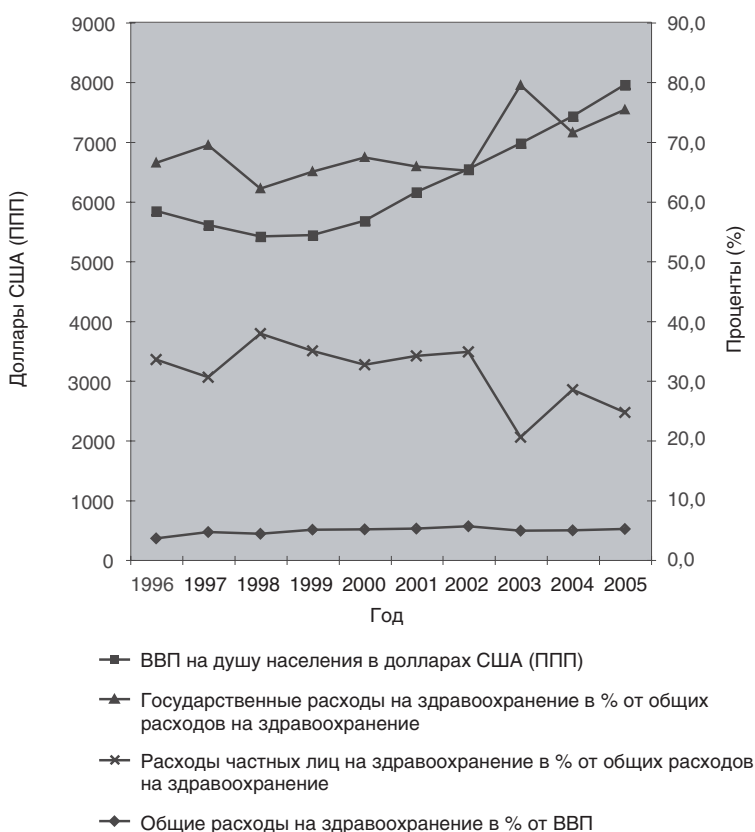 9000
8000
7000
6000
5000
4000
3000
2000
1000
0
Доллары США (ППП)
90,0
80,0
70,0
60,0
50,0
40,0
30,0
20,0
10,0
0,0
Проценты (%)
1996 1997 1998 1999 2000 2001 2002 2003 2004 2005
Год
ВВП на душу населения в долларах США (ППП)
Государственные расходы на здравоохранение в % от общих
расходов на здравоохранение
Расходы частных лиц на здравоохранение в % от общих расходов
на здравоохранение
Общие расходы на здравоохранение в % от ВВП